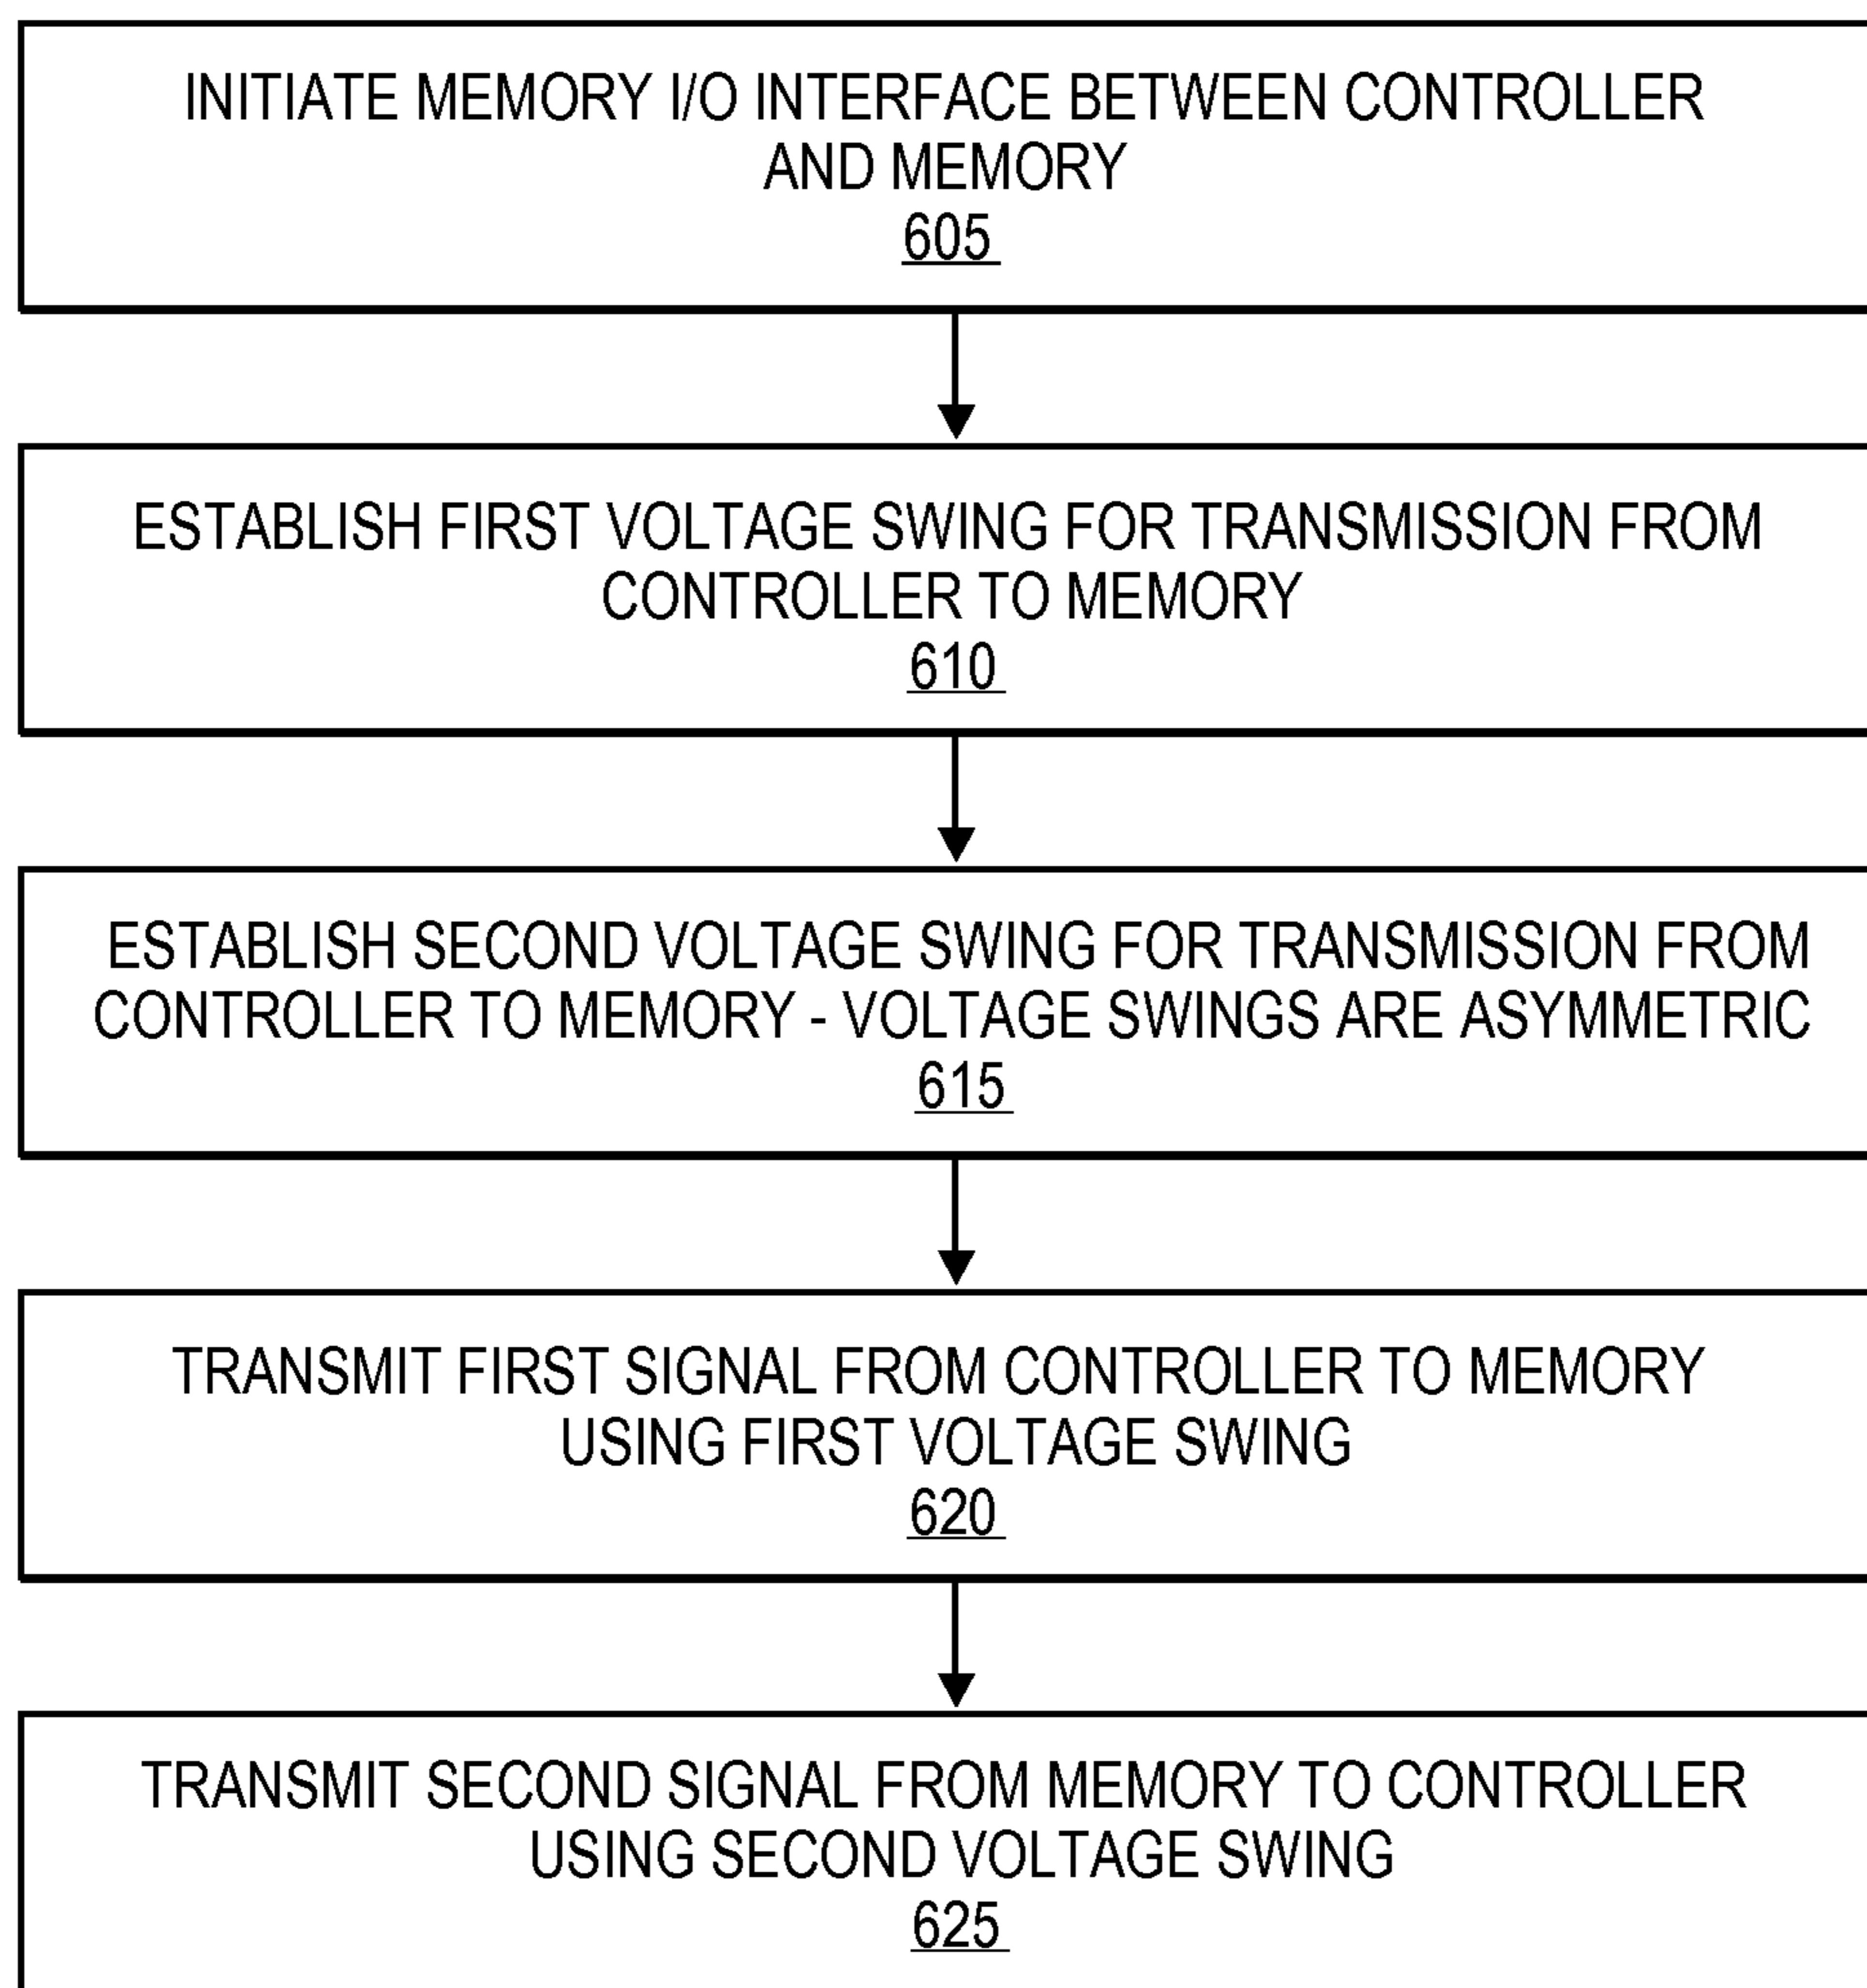 INITIATE MEMORY I/O INTERFACE BETWEEN CONTROLLER
AND MEMORY
605
ESTABLISH FIRST VOLTAGE SWING FOR TRANSMISSION FROM
CONTROLLER TO MEMORY
610
ESTABLISH SECOND VOLTAGE SWING FOR TRANSMISSION FROM
CONTROLLER TO MEMORY - VOLTAGE SWINGS ARE ASYMMETRIC
615
TRANSMIT FIRST SIGNAL FROM CONTROLLER TO MEMORY
USING FIRST VOLTAGE SWING
620
TRANSMIT SECOND SIGNAL FROM MEMORY TO CONTROLLER
USING SECOND VOLTAGE SWING
625